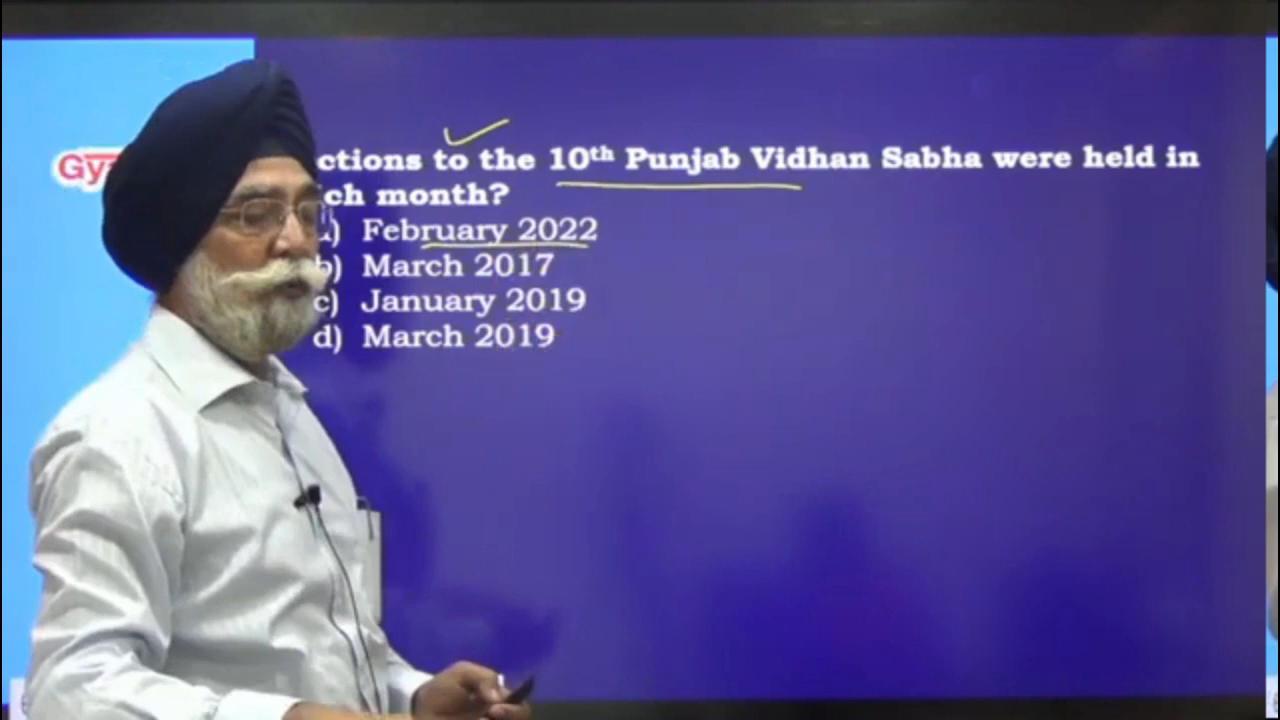 Gy
ctions to the 10th Punjab Vidhan Sabha were held in
ch month?
) February 2022
b) March 2017
c) January 2019
d) March 2019